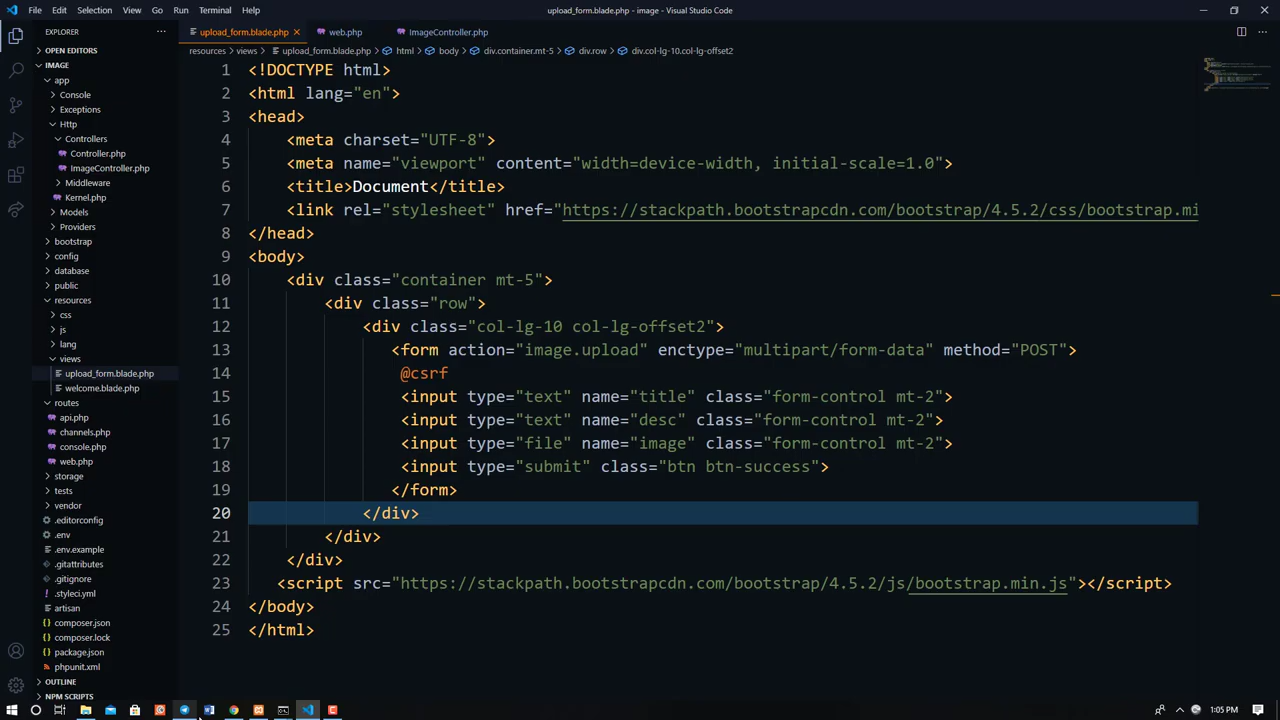 File Edit Selection View Go Run Terminal Help
upload_form.blade.php - image - Visual Studio Code
EXPLORER ...
upload_form.blade.php × web.php ImageController.php
resources > views > upload_form.blade.php > html > body > div.container.mt-5 > div.row > div.col-lg-10.col-lg-offset2
OPEN EDITORS
IMAGE
app
Console
Exceptions
Http
Controllers
Controller.php
ImageController.php
Middleware
Kernel.php
Models
Providers
bootstrap
config
database
public
resources
css
js
lang
views
upload_form.blade.php
welcome.blade.php
routes
api.php
channels.php
console.php
web.php
storage
tests
vendor
.editorconfig
.env
.env.example
.gitattributes
.gitignore
.styleci.yml
artisan
composer.json
composer.lock
package.json
phpunit.xml
OUTLINE
NPM SCRIPTS
1 <!DOCTYPE html>
2 <html lang="en">
3 <head>
4 <meta charset="UTF-8">
5 <meta name="viewport" content="width=device-width, initial-scale=1.0">
6 <title>Document</title>
7 <link rel="stylesheet" href="https://stackpath.bootstrapcdn.com/bootstrap/4.5.2/css/bootstrap.mi
8 </head>
9 <body>
10 <div class="container mt-5">
11 <div class="row">
12 <div class="col-lg-10 col-lg-offset2">
13 <form action="image.upload" enctype="multipart/form-data" method="POST">
14 @csrf
15 <input type="text" name="title" class="form-control mt-2">
16 <input type="text" name="desc" class="form-control mt-2">
17 <input type="file" name="image" class="form-control mt-2">
18 <input type="submit" class="btn btn-success">
19 </form>
20 </div>
21 </div>
22 </div>
23 <script src="https://stackpath.bootstrapcdn.com/bootstrap/4.5.2/js/bootstrap.min.js"></script>
24 </body>
25 </html>
1:05 PM